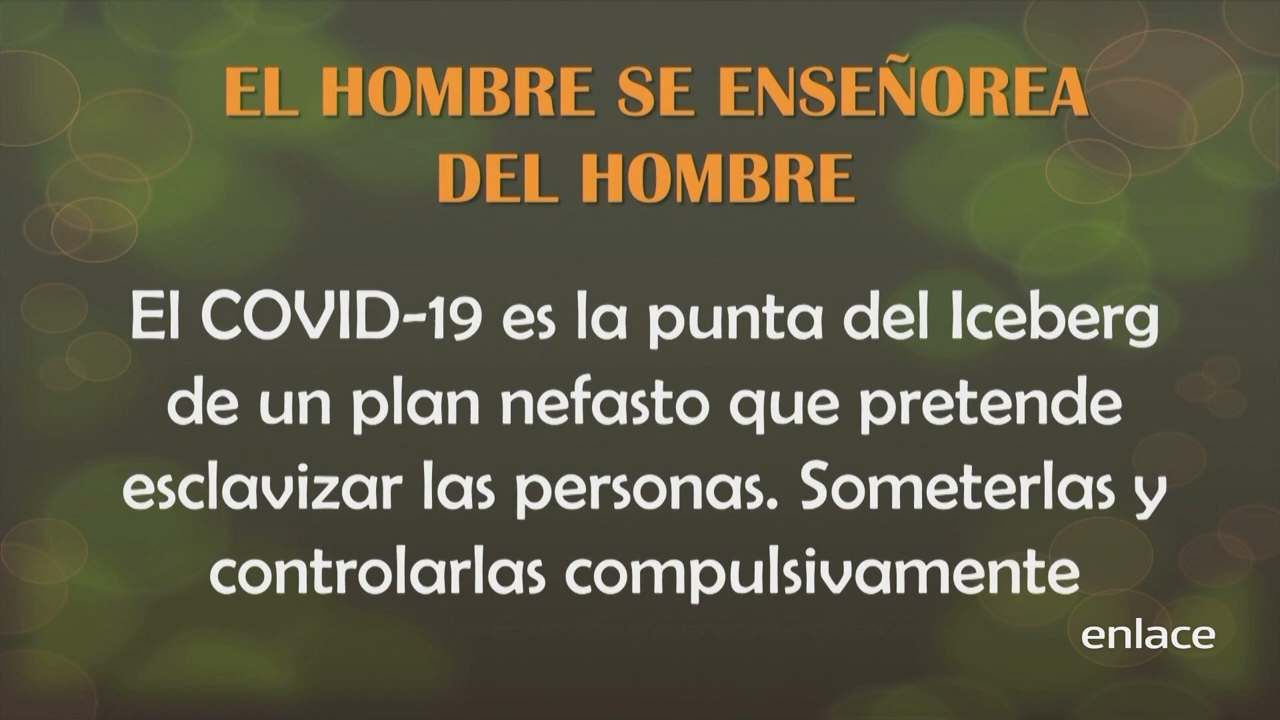 EL HOMBRE SE ENSEÑOREA
DEL HOMBRE
El COVID-19 es la punta del Iceberg
de un plan nefasto que pretende
esclavizar las personas. Someterlas y
controlarlas compulsivamente
enlace